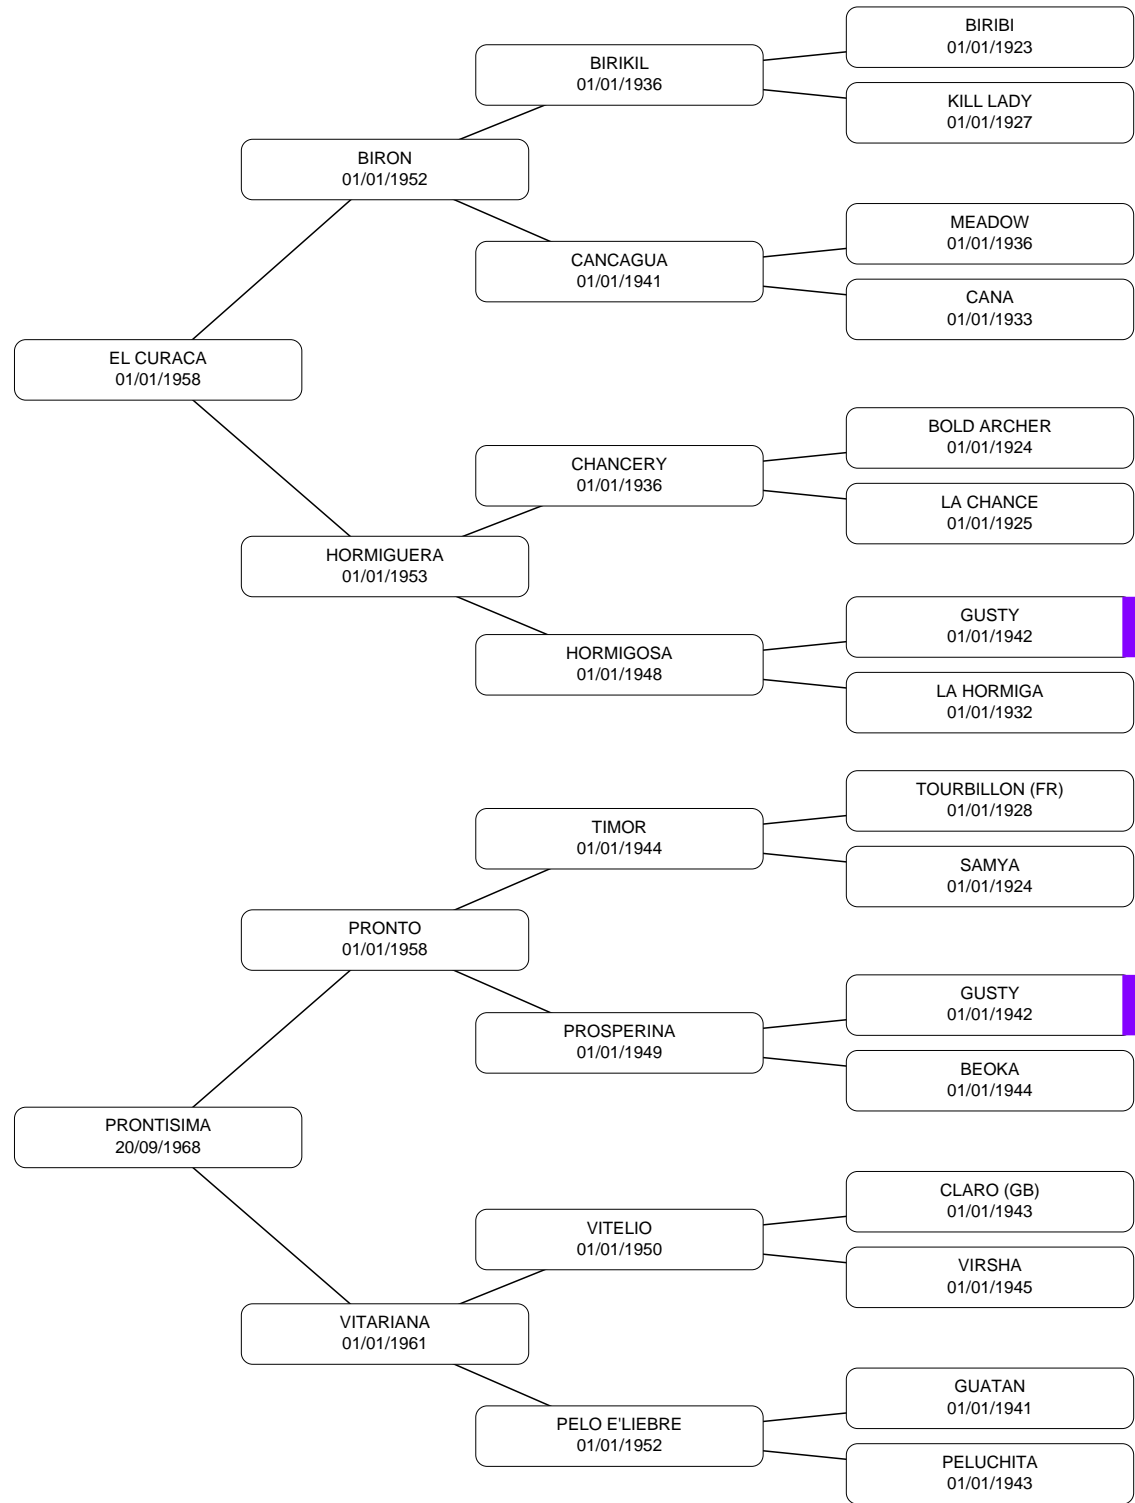 BIRIBI
01/01/1923
BIRIKIL
01/01/1936
KILL LADY
01/01/1927
BIRON
01/01/1952
MEADOW
01/01/1936
CANCAGUA
01/01/1941
CANA
01/01/1933
EL CURACA
01/01/1958
BOLD ARCHER
01/01/1924
CHANCERY
01/01/1936
LA CHANCE
01/01/1925
HORMIGUERA
01/01/1953
GUSTY
01/01/1942
HORMIGOSA
01/01/1948
LA HORMIGA
01/01/1932
TOURBILLON (FR)
01/01/1928
TIMOR
01/01/1944
SAMYA
01/01/1924
PRONTO
01/01/1958
GUSTY
01/01/1942
PROSPERINA
01/01/1949
BEOKA
01/01/1944
PRONTISIMA
20/09/1968
CLARO (GB)
01/01/1943
VITELIO
01/01/1950
VIRSHA
01/01/1945
VITARIANA
01/01/1961
GUATAN
01/01/1941
PELO E'LIEBRE
01/01/1952
PELUCHITA
01/01/1943